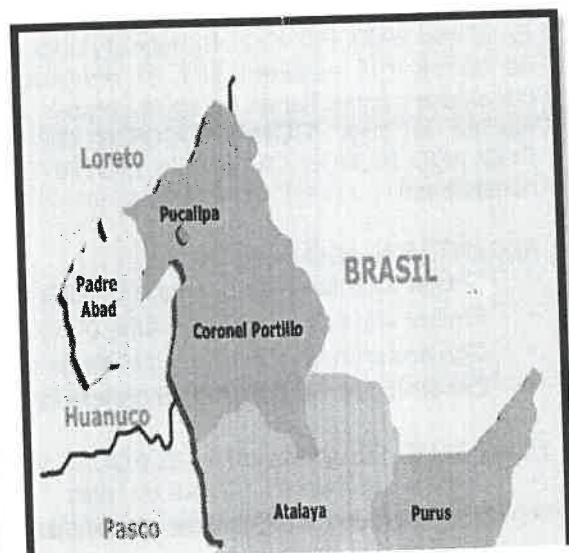 Loreto
Pucallpa
Padre
Abad
BRASIL
Coronel Portillo
Huanuco
Atalaya
Purus
Pasco